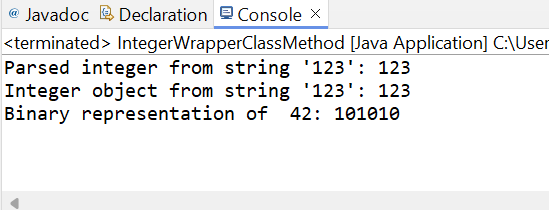 @ Javadoc Declaration Console ×
<terminated> IntegerWrapperClassMethod [Java Application] C:\User
Parsed integer from string '123': 123
Integer object from string '123': 123
Binary representation of  42: 101010